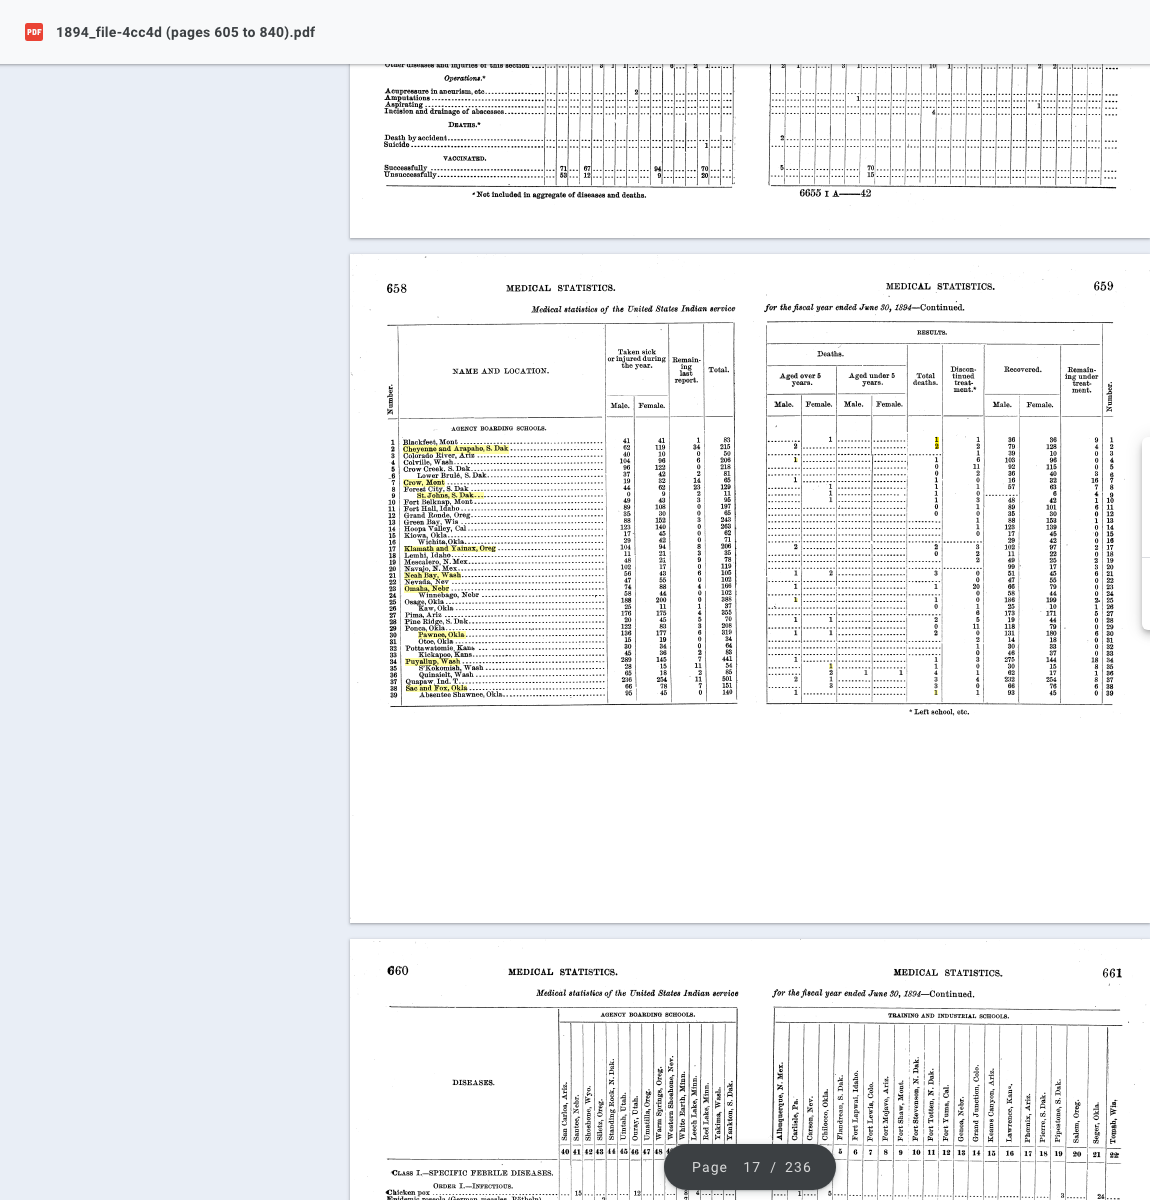 PDF 1894_file-4cc4d (pages 605 to 840).pdf
Other diseases and injuries of this section
Operations.*
Acupressure in aneurism, etc. 2
Amputations 1
Aspirating 1
Incision and drainage of abscesses 4
DEATHS.*
Death by accident 2
Suicide 1
VACCINATED.
Successfully 71 67 94 70 5 70
Unsuccessfully 53 12 9 20 15
*Not included in aggregate of diseases and deaths.
6655 I A——42
658 MEDICAL STATISTICS.
Medical statistics of the United States Indian service
Number.
NAME AND LOCATION.
Taken sick or injured during the year.
Male. Female.
Remaining last report.
Total.
AGENCY BOARDING SCHOOLS.
1 Blackfeet, Mont 41 41 1 83
2 Cheyenne and Arapaho, S. Dak 62 119 34 215
3 Colorado River, Ariz 40 10 0 50
4 Colville, Wash 104 96 6 206
5 Crow Creek, S. Dak 96 122 0 218
6 Lower Brulé, S. Dak 37 42 2 81
7 Crow, Mont 19 32 14 65
8 Forest City, S. Dak 44 62 23 129
9 St. Johns, S. Dak 0 9 2 11
10 Fort Belknap, Mont 49 43 3 95
11 Fort Hall, Idaho 89 108 0 197
12 Grand Ronde, Oreg 35 30 0 65
13 Green Bay, Wis 88 152 3 243
14 Hoopa Valley, Cal 123 140 0 263
15 Kiowa, Okla 17 45 0 62
16 Wichita, Okla 29 42 0 71
17 Klamath and Yainax, Oreg 104 94 8 206
18 Lemhi, Idaho 11 21 3 35
19 Mescalero, N. Mex 48 21 9 78
20 Navajo, N. Mex 102 17 0 119
21 Neah Bay, Wash 56 43 6 105
22 Nevada, Nev 47 55 0 102
23 Omaha, Nebr 74 88 4 166
24 Winnebago, Nebr 58 44 0 102
25 Osage, Okla 188 200 0 388
26 Kaw, Okla 25 11 1 37
27 Pima, Ariz 176 175 4 355
28 Pine Ridge, S. Dak 20 45 5 70
29 Ponca, Okla 122 83 3 208
30 Pawnee, Okla 136 177 6 319
31 Otoe, Okla 15 19 0 34
32 Pottawatomie, Kans 30 34 0 64
33 Kickapoo, Kans 45 36 2 83
34 Puyallup, Wash 289 145 7 441
35 S'Kokomish, Wash 28 15 11 54
36 Quinaielt, Wash 65 18 2 85
37 Quapaw, Ind. T 236 254 11 501
38 Sac and Fox, Okla 66 78 7 151
39 Absentee Shawnee, Okla 95 45 0 140
MEDICAL STATISTICS. 659
for the fiscal year ended June 30, 1894—Continued.
RESULTS.
Deaths.
Aged over 5 years. Aged under 5 years.
Male. Female. Male. Female.
Total deaths.
Discontinued treatment.*
Recovered.
Male. Female.
Remaining under treatment.
Number.
1 1 1 36 36 9 1
2 2 2 79 128 4 2
1 39 10 0 3
1 1 6 103 96 0 4
0 11 92 115 0 5
0 2 36 40 3 6
1 1 0 16 32 16 7
1 1 1 57 63 7 8
1 1 0 6 4 9
1 1 3 48 42 1 10
0 1 89 101 6 11
0 0 35 30 0 12
1 88 153 1 13
1 123 139 0 14
0 17 45 0 15
29 42 0 16
2 2 3 102 97 2 17
0 2 11 22 0 18
2 49 25 2 19
99 17 3 20
1 2 3 0 51 45 6 21
0 47 55 0 22
1 1 20 66 79 0 23
0 58 44 0 24
1 1 0 186 199 2 25
0 1 25 10 1 26
6 173 171 5 27
1 1 2 5 19 44 0 28
0 11 118 79 0 29
1 1 2 0 131 180 6 30
2 14 18 0 31
1 30 33 0 32
0 46 37 0 33
1 1 3 275 144 18 34
1 1 0 30 15 8 35
2 1 1 4 1 62 17 1 36
2 1 3 4 232 254 8 37
3 3 0 66 76 6 38
1 1 1 93 45 0 39
* Left school, etc.
660 MEDICAL STATISTICS.
Medical statistics of the United States Indian service
AGENCY BOARDING SCHOOLS.
DISEASES.
San Carlos, Ariz.
Santee, Nebr.
Shoshone, Wyo.
Siletz, Oreg.
Standing Rock, N. Dak.
Uintah, Utah.
Ouray, Utah.
Umatilla, Oreg.
Warm Springs, Oreg.
Western Shoshone, Nev.
White Earth, Minn.
Leech Lake, Minn.
Red Lake, Minn.
Yakima, Wash.
Yankton, S. Dak.
40 41 42 43 44 45 46 47 48
CLASS I.—SPECIFIC FEBRILE DISEASES.
ORDER I.—INFECTIOUS.
Chicken pox 15 12
MEDICAL STATISTICS. 661
for the fiscal year ended June 30, 1894—Continued.
TRAINING AND INDUSTRIAL SCHOOLS.
Albuquerque, N. Mex.
Carlisle, Pa.
Carson, Nev.
Chilocco, Okla.
Flandreau, S. Dak.
Fort Lapwai, Idaho.
Fort Lewis, Colo.
Fort Mojave, Ariz.
Fort Shaw, Mont.
Fort Stevenson, N. Dak.
Fort Totten, N. Dak.
Fort Yuma, Cal.
Genoa, Nebr.
Grand Junction, Colo.
Keams Canyon, Ariz.
Lawrence, Kans.
Phœnix, Ariz.
Pierre, S. Dak.
Pipestone, S. Dak.
Salem, Oreg.
Seger, Okla.
Tomah, Wis.
5 6 7 8 9 10 11 12 13 14 15 16 17 18 19 20 21 22
1 5 3 24
Page 17 / 236